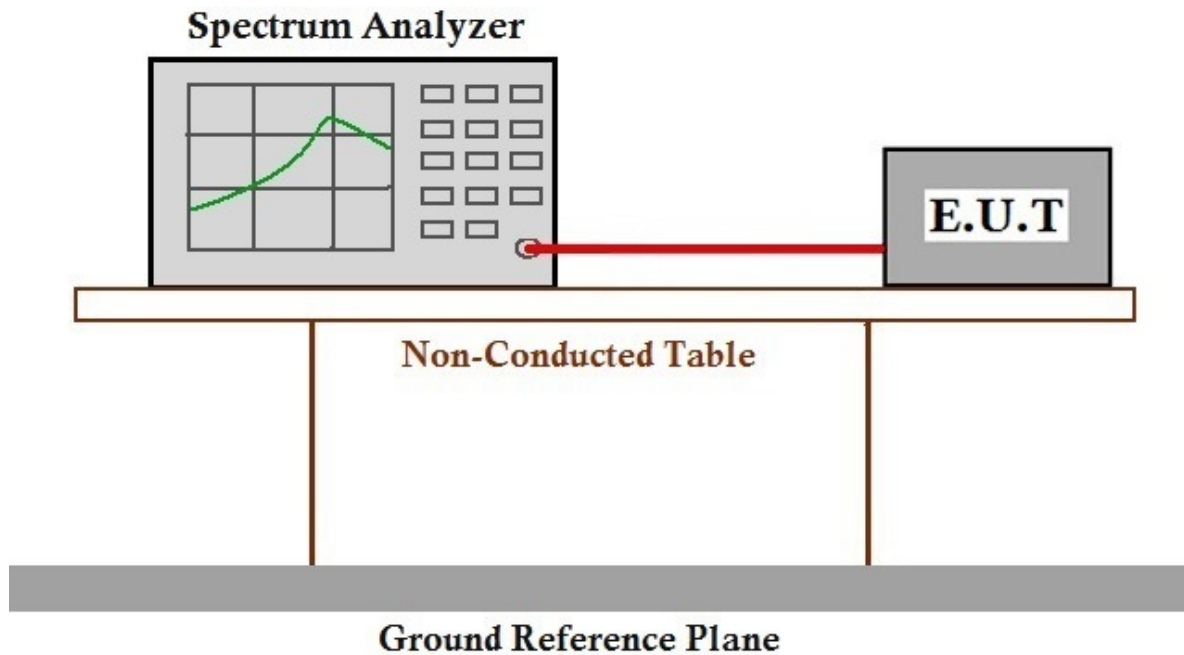 Spectrum Analyzer
E.U.T
Non-Conducted Table
Ground Reference Plane